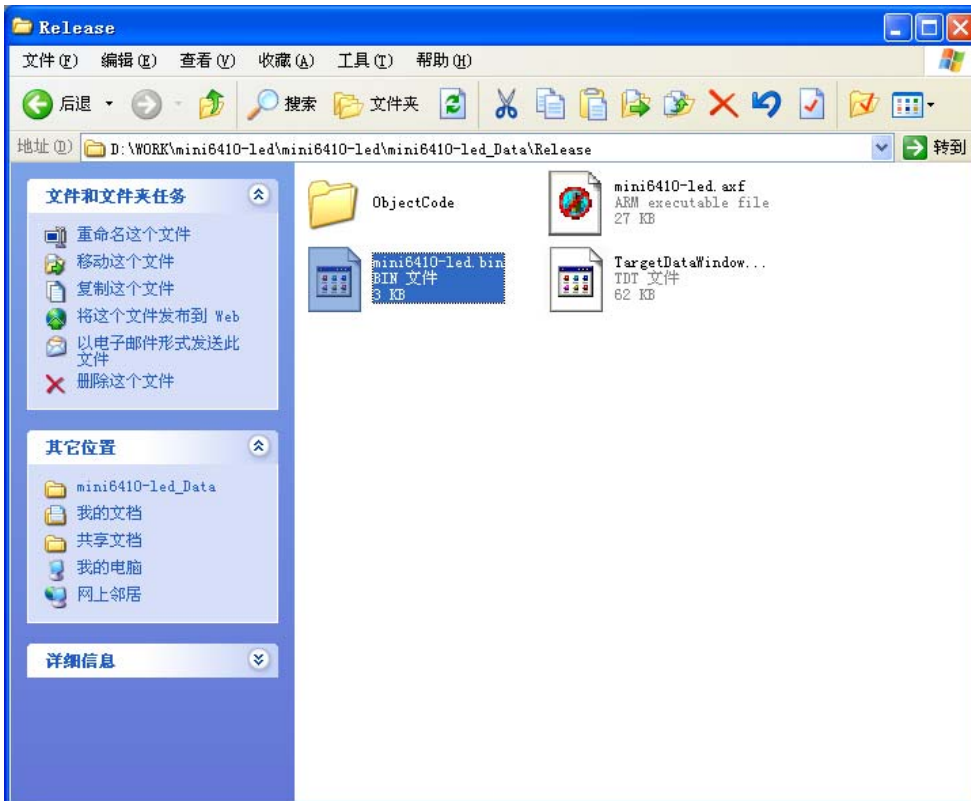 Release
文件(F) 编辑(E) 查看(V) 收藏(A) 工具(T) 帮助(H)
后退 搜索 文件夹
地址(D) D:\WORK\mini6410-led\mini6410-led\mini6410-led_Data\Release 转到
文件和文件夹任务
重命名这个文件
移动这个文件
复制这个文件
将这个文件发布到 Web
以电子邮件形式发送此
文件
删除这个文件
其它位置
mini6410-led_Data
我的文档
共享文档
我的电脑
网上邻居
详细信息
ObjectCode
mini6410-led.axf
ARM executable file
27 KB
mini6410-led.bin
BIN 文件
3 KB
TargetDataWindow...
TDT 文件
62 KB